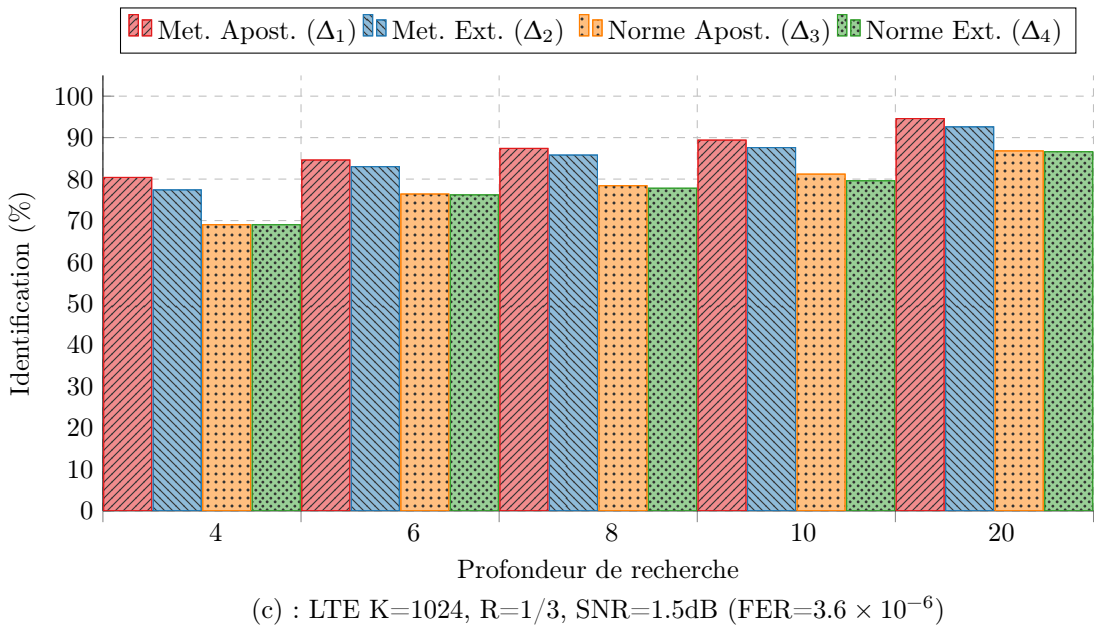 Met. Apost. (Δ₁) Met. Ext. (Δ₂) Norme Apost. (Δ₃) Norme Ext. (Δ₄)
100
90
80
70
60
50
40
30
20
10
0
Identification (%)
4 6 8 10 20
Profondeur de recherche
(c) : LTE K=1024, R=1/3, SNR=1.5dB (FER=3.6 × 10⁻⁶)